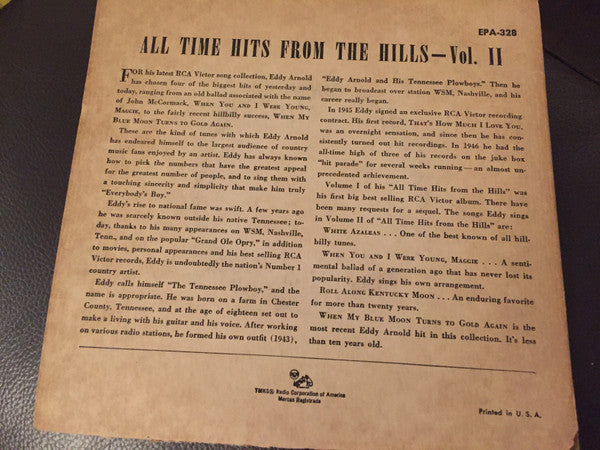 EPA-328
ALL TIME HITS FROM THE HILLS—Vol. II
FOR his latest RCA Victor song collection, Eddy Arnold
has chosen four of the biggest hits of yesterday and
today, ranging from an old ballad associated with the name
of John McCormack, WHEN YOU AND I WERE YOUNG,
MAGGIE, to the fairly recent hillbilly success, WHEN MY
BLUE MOON TURNS TO GOLD AGAIN.
These are the kind of tunes with which Eddy Arnold
has endeared himself to the largest audience of country
music fans enjoyed by an artist. Eddy has always known
how to pick the numbers that have the greatest appeal
for the greatest number of people, and to sing them with
a touching sincerity and simplicity that make him truly
"Everybody's Boy."
Eddy's rise to national fame was swift. A few years ago
he was scarcely known outside his native Tennessee; to-
day, thanks to his many appearances on WSM, Nashville,
Tenn., and on the popular "Grand Ole Opry," in addition
to movies, personal appearances and his best selling RCA
Victor records, Eddy is undoubtedly the nation's Number 1
country artist.
Eddy calls himself "The Tennessee Plowboy," and the
name is appropriate. He was born on a farm in Chester
County, Tennessee, and at the age of eighteen set out to
make a living with his guitar and his voice. After working
on various radio stations, he formed his own outfit (1943),
"Eddy Arnold and His Tennessee Plowboys." Then he
began to broadcast over station WSM, Nashville, and his
career really began.
In 1945 Eddy signed an exclusive RCA Victor recording
contract. His first record, THAT'S HOW MUCH I LOVE YOU,
was an overnight sensation, and since then he has con-
sistently turned out hit recordings. In 1946 he had the
all-time high of three of his records on the juke box
"hit parade" for several weeks running—an almost un-
precedented achievement.
Volume I of his "All Time Hits from the Hills" was
his first big best selling RCA Victor album. There have
been many requests for a sequel. The songs Eddy sings
in Volume II of "All Time Hits from the Hills" are:
WHITE AZALEAS . . . One of the best known of all hill-
billy tunes.
WHEN YOU AND I WERE YOUNG, MAGGIE . . . A senti-
mental ballad of a generation ago that has never lost its
popularity. Eddy sings his own arrangement.
ROLL ALONG KENTUCKY MOON . . . An enduring favorite
for more than twenty years.
WHEN MY BLUE MOON TURNS TO GOLD AGAIN is the
most recent Eddy Arnold hit in this collection. It's less
than ten years old.
TMKS® Radio Corporation of America
Marcas Registrada
Printed in U. S. A.